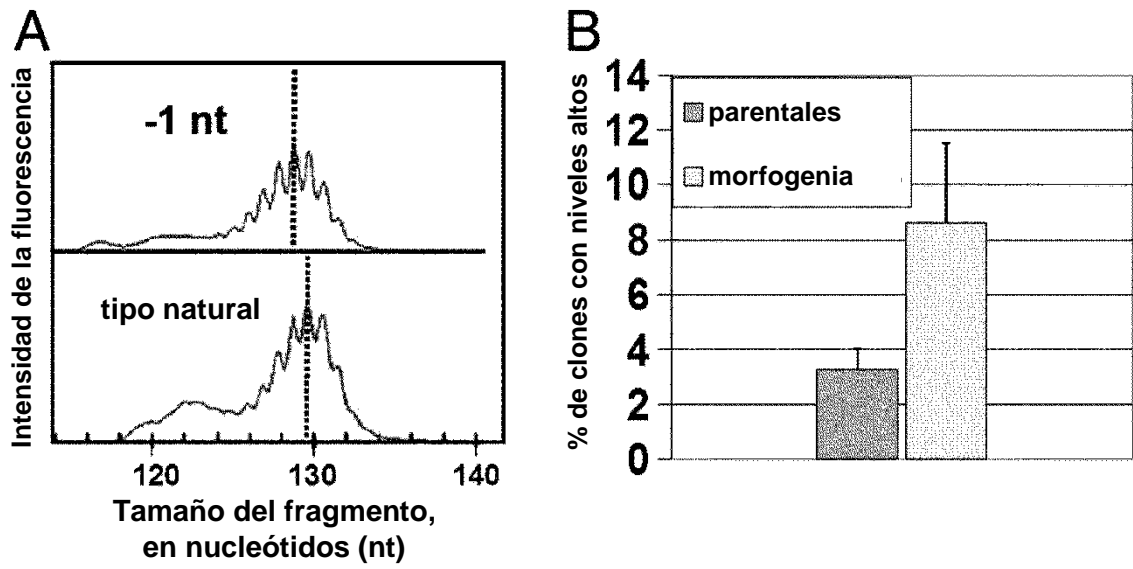 A
Intensidad de la fluorescencia
-1 nt
tipo natural
120
130
140
Tamaño del fragmento,
en nucleótidos (nt)
B
% de clones con niveles altos
14
12
10
8
6
4
2
0
parentales
morfogenia